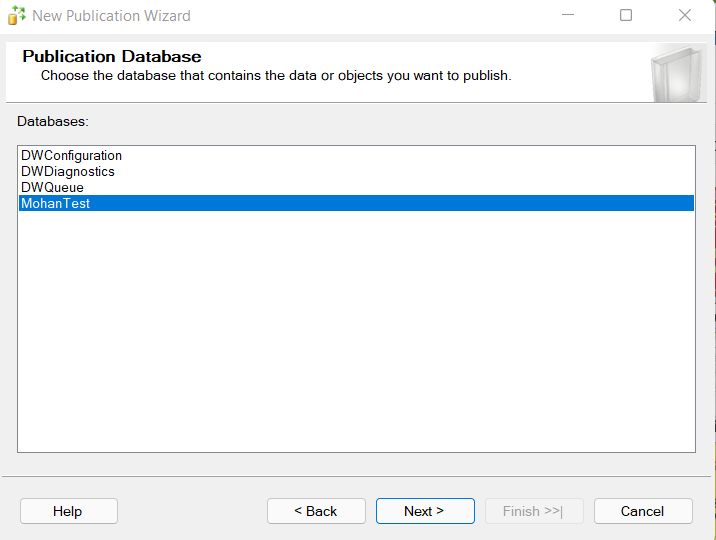 New Publication Wizard
Publication Database
Choose the database that contains the data or objects you want to publish.
Databases:
DWConfiguration
DWDiagnostics
DWQueue
MohanTest
Help
< Back
Next >
Finish >>|
Cancel